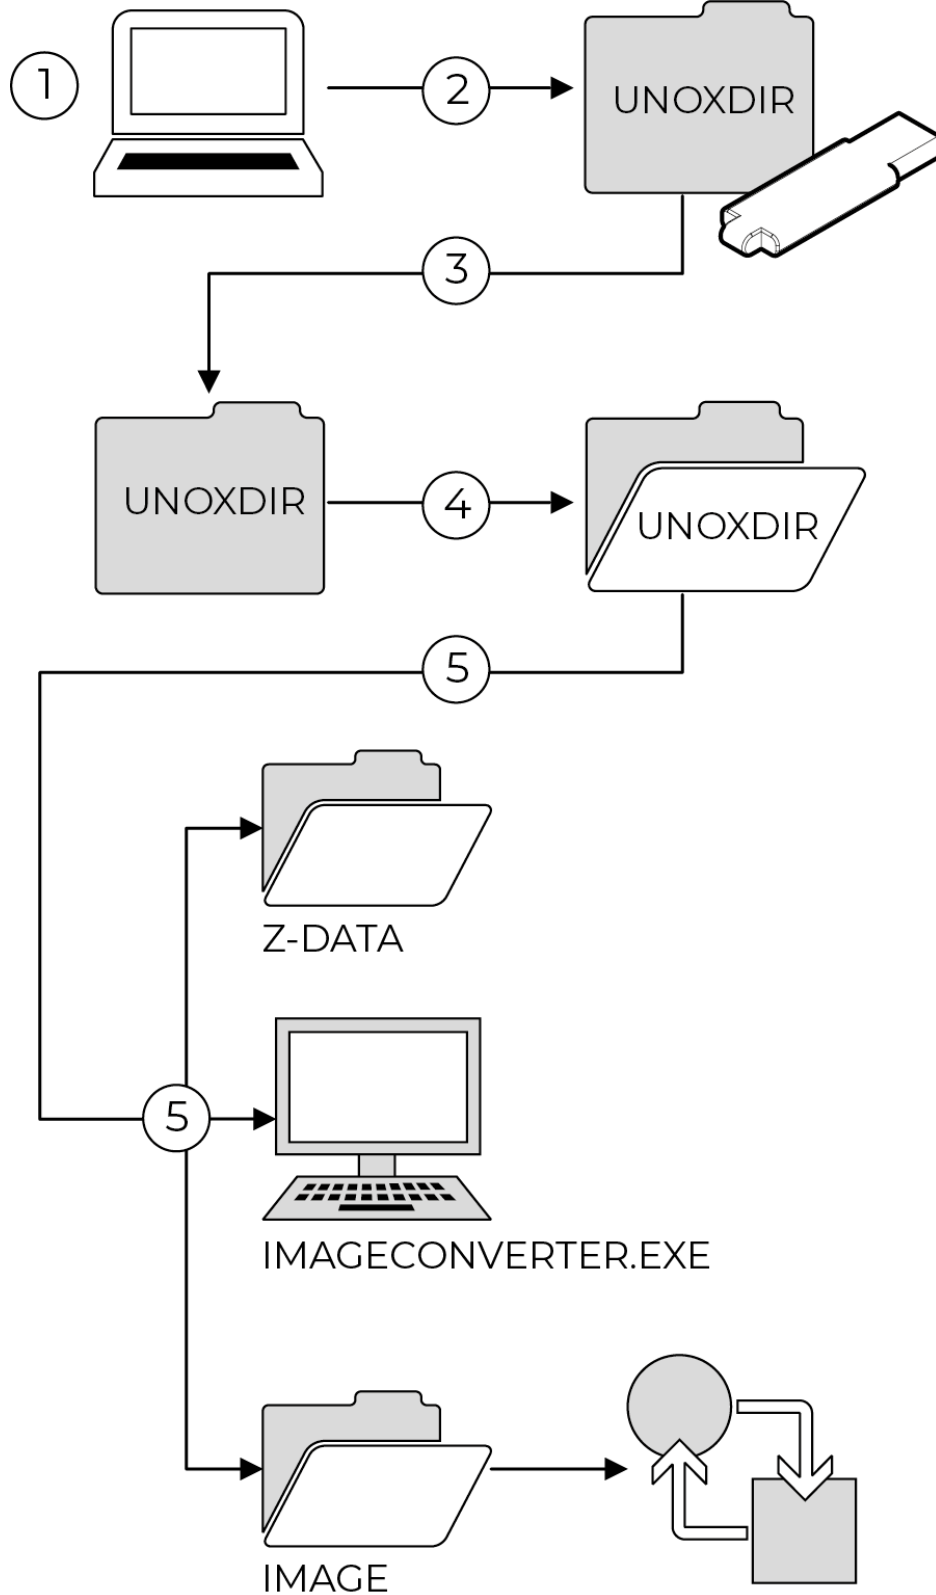 1
2
UNOXDIR
3
UNOXDIR
4
UNOXDIR
5
Z-DATA
5
IMAGECONVERTER.EXE
IMAGE